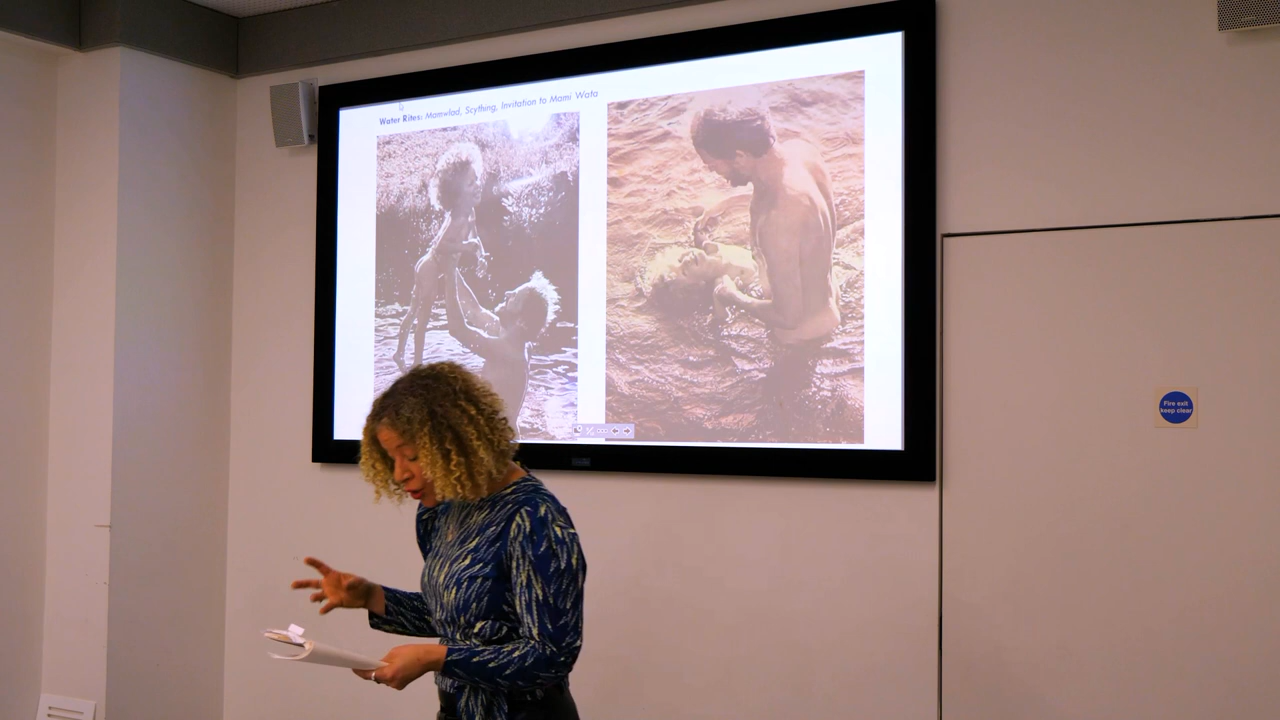 Water Rites: Mamwlad, Scything, Invitation to Mami Wata
Fire exit
keep clear